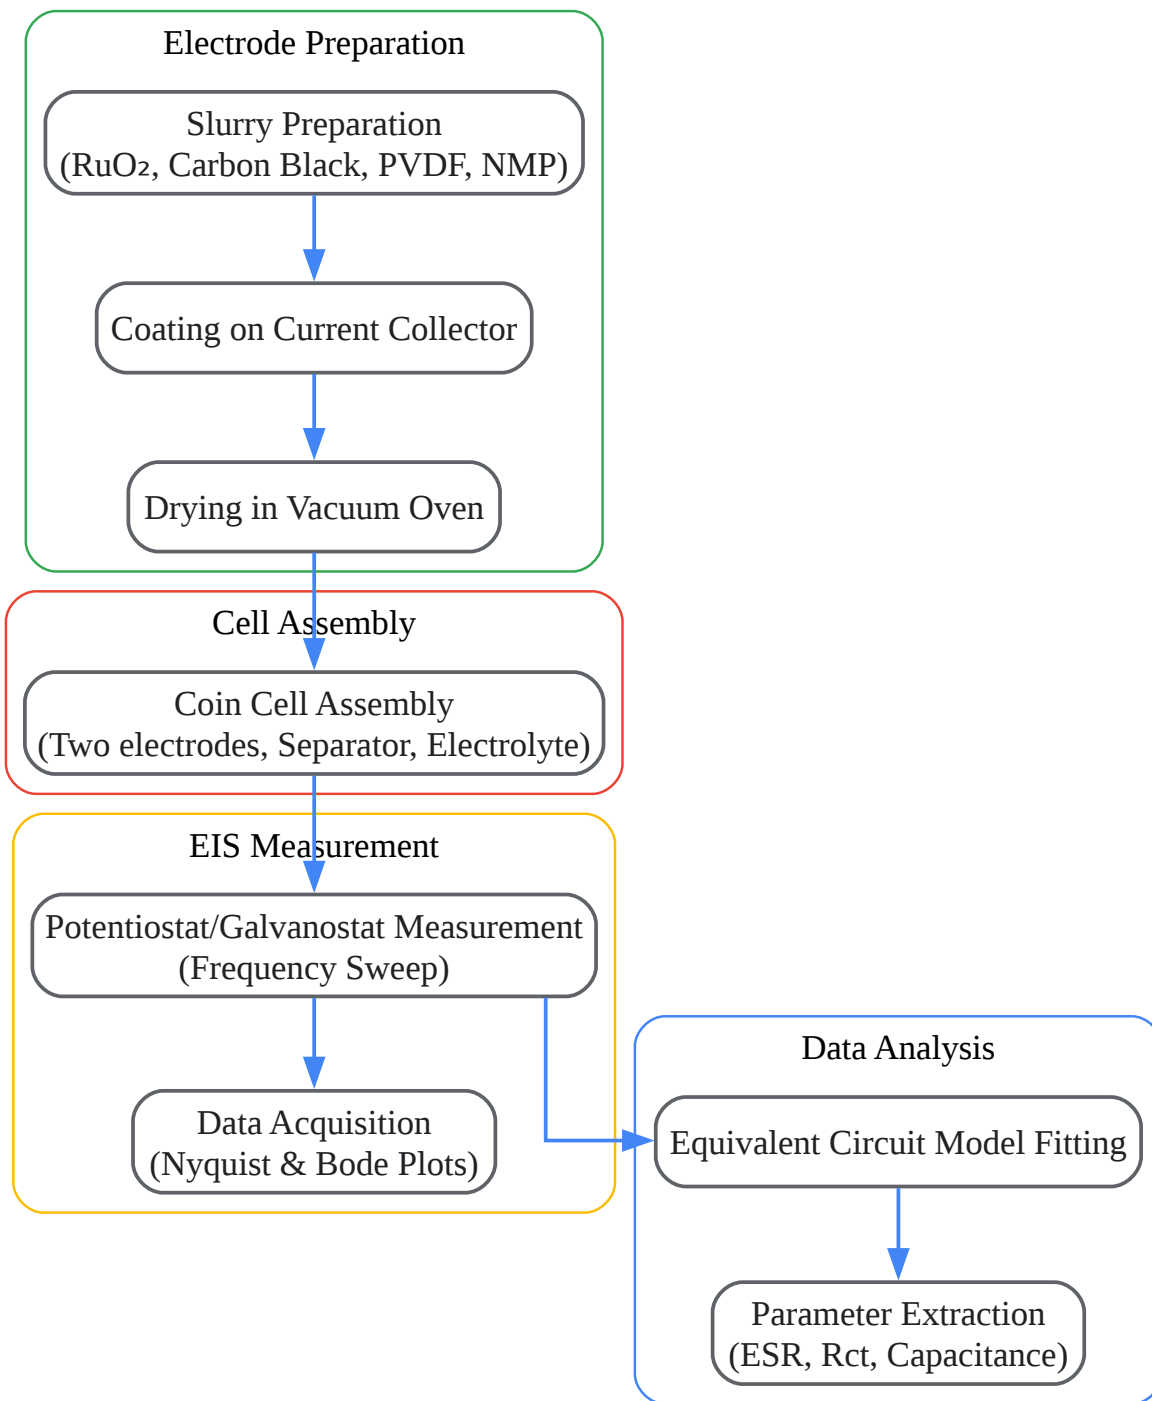 Electrode Preparation
Slurry Preparation
(RuO₂, Carbon Black, PVDF, NMP)
Coating on Current Collector
Drying in Vacuum Oven
Cell Assembly
Coin Cell Assembly
(Two electrodes, Separator, Electrolyte)
EIS Measurement
Potentiostat/Galvanostat Measurement
(Frequency Sweep)
Data Acquisition
(Nyquist & Bode Plots)
Data Analysis
Equivalent Circuit Model Fitting
Parameter Extraction
(ESR, Rct, Capacitance)